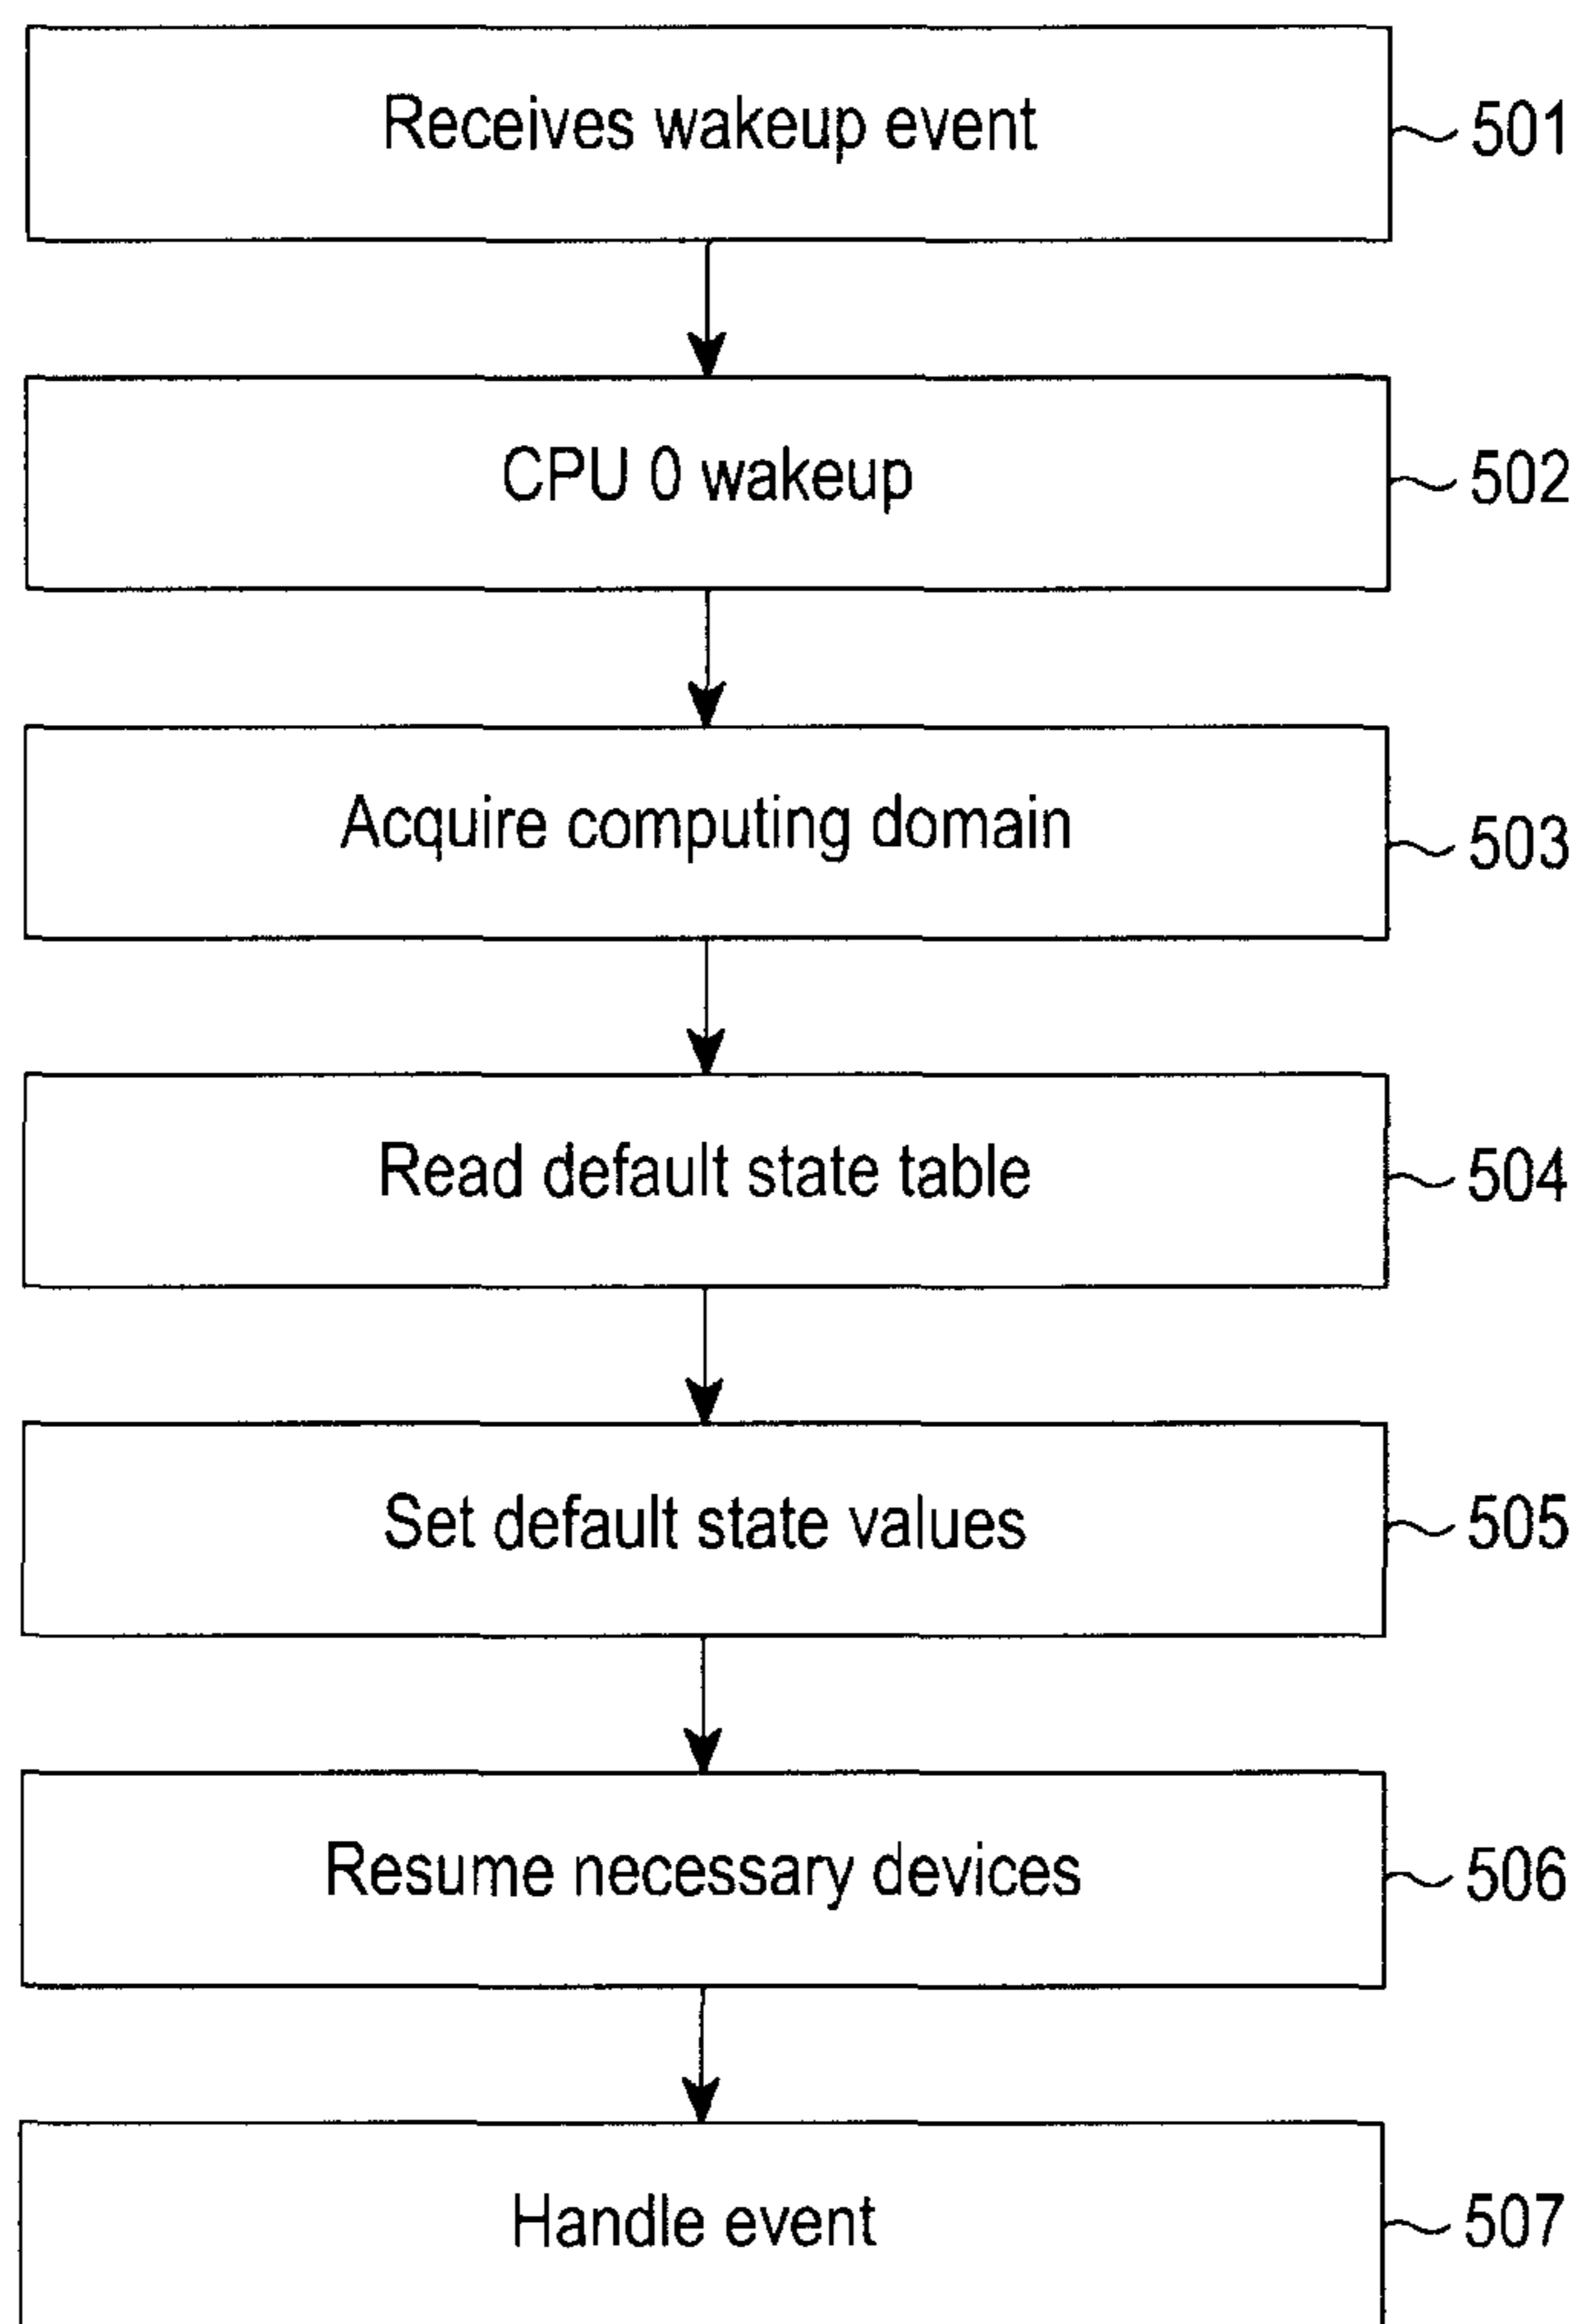 Receives wakeup event 501
CPU 0 wakeup 502
Acquire computing domain 503
Read default state table 504
Set default state values 505
Resume necessary devices 506
Handle event 507